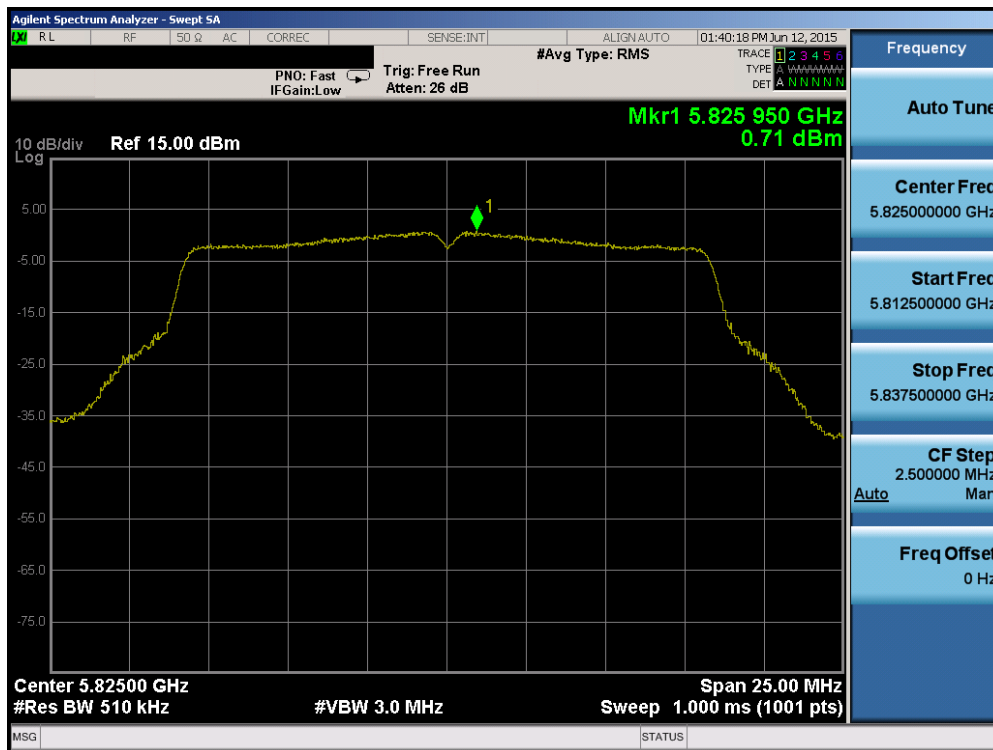 Agilent Spectrum Analyzer - Swept SA
LXI RL RF 50 Ω AC CORREC SENSE:INT ALIGN AUTO 01:40:18 PM Jun 12, 2015
#Avg Type: RMS
TRACE 1 2 3 4 5 6
PNO: Fast Trig: Free Run
TYPE A WWWWW
IFGain:Low Atten: 26 dB
DET A N N N N N
Mkr1 5.825 950 GHz
0.71 dBm
10 dB/div Ref 15.00 dBm
Log
5.00
1
-5.00
-15.0
-25.0
-35.0
-45.0
-55.0
-65.0
-75.0
Center 5.82500 GHz Span 25.00 MHz
#Res BW 510 kHz #VBW 3.0 MHz Sweep 1.000 ms (1001 pts)
MSG STATUS
Frequency
Auto Tune
Center Freq
5.825000000 GHz
Start Freq
5.812500000 GHz
Stop Freq
5.837500000 GHz
CF Step
2.500000 MHz
Auto Man
Freq Offset
0 Hz